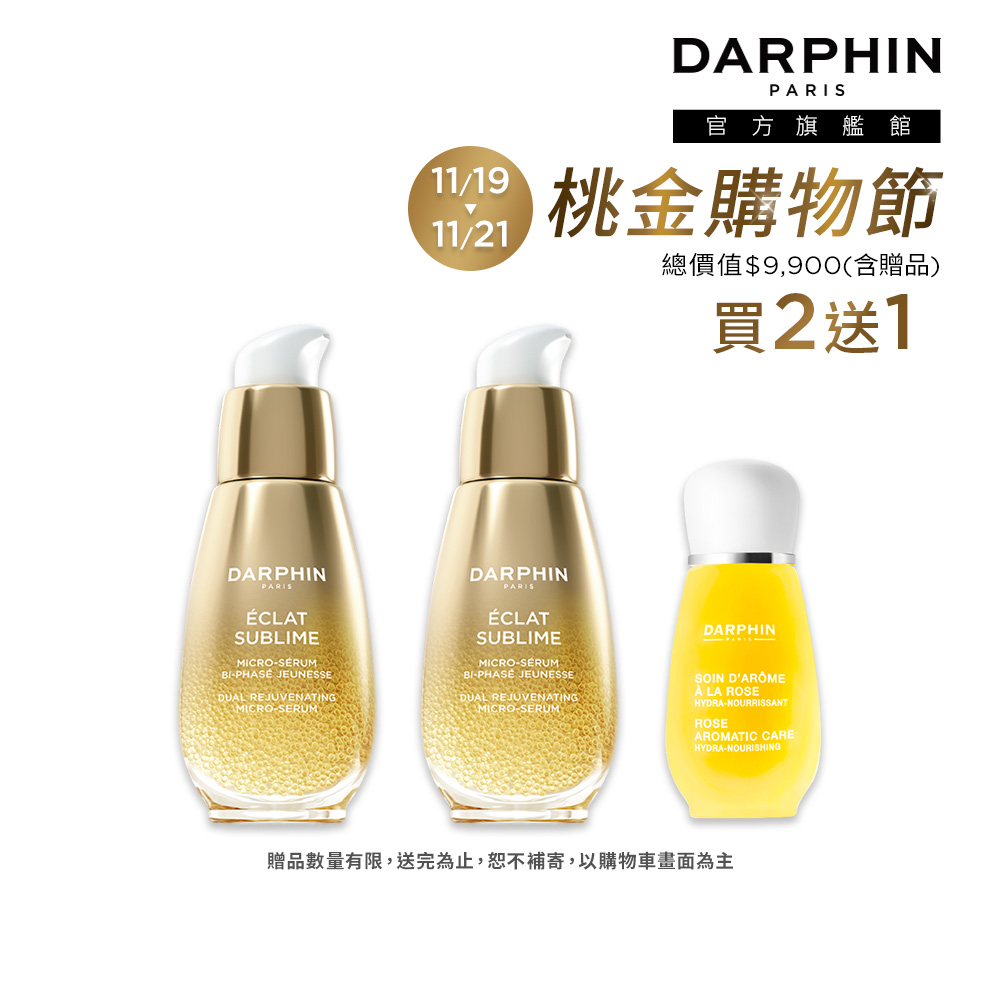 DARPHIN
PARIS
官方旗艦館
11/19
11/21
桃金購物節
總價值$9,900(含贈品)
買2送1
DARPHIN
PARIS
ÉCLAT
SUBLIME
MICRO-SÉRUM
BI-PHASÉ JEUNESSE
DUAL REJUVENATING
MICRO-SERUM
DARPHIN
PARIS
ÉCLAT
SUBLIME
MICRO-SÉRUM
BI-PHASÉ JEUNESSE
DUAL REJUVENATING
MICRO-SERUM
DARPHIN
PARIS
SOIN D'ARÔME
À LA ROSE
HYDRA-NOURRISSANT
ROSE
AROMATIC CARE
HYDRA-NOURISHING
贈品數量有限,送完為止,恕不補寄,以購物車畫面為主